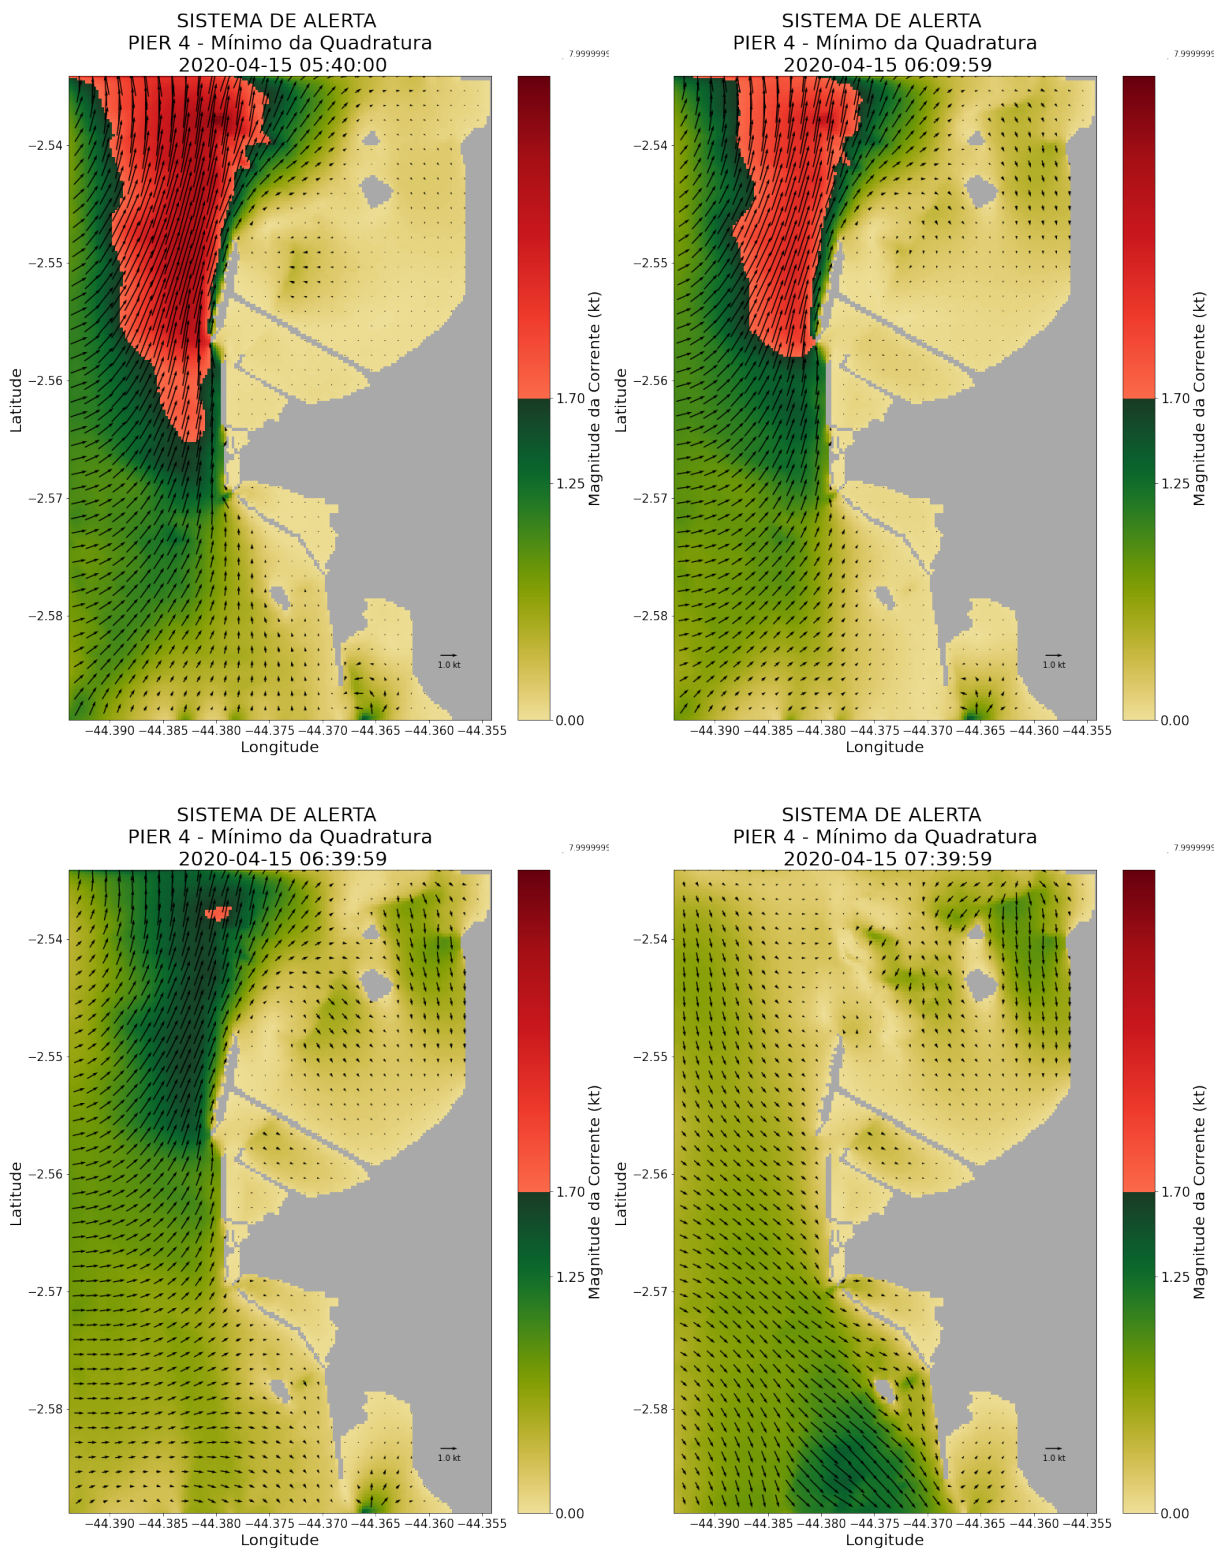 SISTEMA DE ALERTA
PIER 4 - Mínimo da Quadratura
2020-04-15 05:40:00
7.9999999
−2.54
−2.55
−2.56
−2.57
−2.58
Latitude
1.0 kt
−44.390 −44.385 −44.380 −44.375 −44.370 −44.365 −44.360 −44.355
Longitude
1.70
1.25
0.00
Magnitude da Corrente (kt)
SISTEMA DE ALERTA
PIER 4 - Mínimo da Quadratura
2020-04-15 06:09:59
7.9999999
−2.54
−2.55
−2.56
−2.57
−2.58
Latitude
1.0 kt
−44.390 −44.385 −44.380 −44.375 −44.370 −44.365 −44.360 −44.355
Longitude
1.70
1.25
0.00
Magnitude da Corrente (kt)
SISTEMA DE ALERTA
PIER 4 - Mínimo da Quadratura
2020-04-15 06:39:59
7.9999999
−2.54
−2.55
−2.56
−2.57
−2.58
Latitude
1.0 kt
−44.390 −44.385 −44.380 −44.375 −44.370 −44.365 −44.360 −44.355
Longitude
1.70
1.25
0.00
Magnitude da Corrente (kt)
SISTEMA DE ALERTA
PIER 4 - Mínimo da Quadratura
2020-04-15 07:39:59
7.9999999
−2.54
−2.55
−2.56
−2.57
−2.58
Latitude
1.0 kt
−44.390 −44.385 −44.380 −44.375 −44.370 −44.365 −44.360 −44.355
Longitude
1.70
1.25
0.00
Magnitude da Corrente (kt)